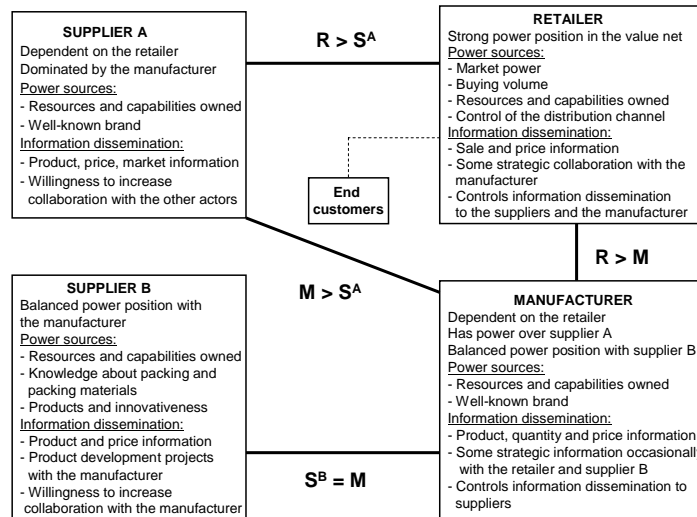 SUPPLIER A
Dependent on the retailer
Dominated by the manufacturer
Power sources:
- Resources and capabilities owned
- Well-known brand
Information dissemination:
- Product, price, market information
- Willingness to increase
collaboration with the other actors
R > Sᴬ
RETAILER
Strong power position in the value net
Power sources:
- Market power
- Buying volume
- Resources and capabilities owned
- Control of the distribution channel
Information dissemination:
- Sale and price information
- Some strategic collaboration with the
manufacturer
- Controls information dissemination
to the suppliers and the manufacturer
End
customers
R > M
SUPPLIER B
Balanced power position with
the manufacturer
Power sources:
- Resources and capabilities owned
- Knowledge about packing and
packing materials
- Products and innovativeness
Information dissemination:
- Product and price information
- Product development projects
with the manufacturer
- Willingness to increase
collaboration with the manufacturer
M > Sᴬ
Sᴮ = M
MANUFACTURER
Dependent on the retailer
Has power over supplier A
Balanced power position with supplier B
Power sources:
- Resources and capabilities owned
- Well-known brand
Information dissemination:
- Product, quantity and price information
- Some strategic information occasionally
with the retailer and supplier B
- Controls information dissemination to
suppliers